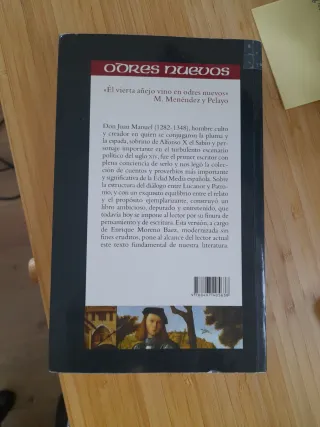 ODRES NUEVOS
«El vierta añejo vino en odres nuevos»
M. Menéndez y Pelayo
Don Juan Manuel (1282-1348), hombre culto
y creador en quien se conjugaron la pluma y
la espada, sobrino de Alfonso X el Sabio y per-
sonaje importante en el turbulento escenario
político del siglo XIV, fue el primer escritor con
plena conciencia de serlo y nos legó la colec-
ción de cuentos y proverbios más importante
y significativa de la Edad Media española. Sobre
la estructura del diálogo entre Lucanor y Patro-
nio, y con un exquisito equilibrio entre el relato
y el propósito ejemplarizante, construyó un
libro ambicioso, depurado y entretenido, que
todavía hoy se impone al lector por su finura de
pensamiento y de escritura. Esta versión, a cargo
de Enrique Moreno Báez, modernizada sin
fines eruditos, pone al alcance del lector actual
este texto fundamental de nuestra literatura.